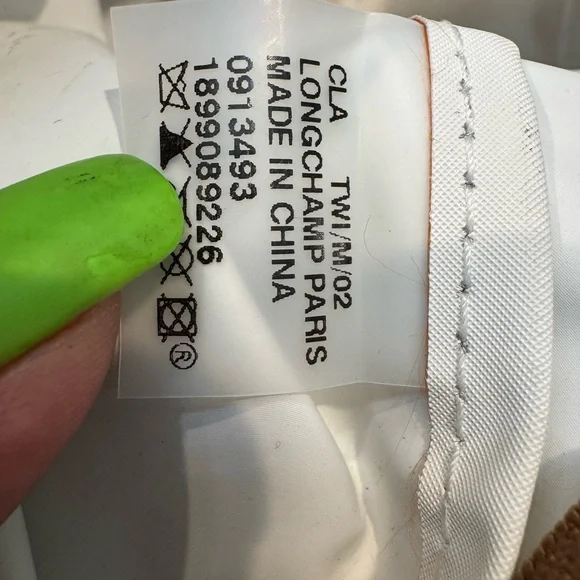 CLA TWI/M/02
LONGCHAMP PARIS
MADE IN CHINA
0913493
1899089226
®